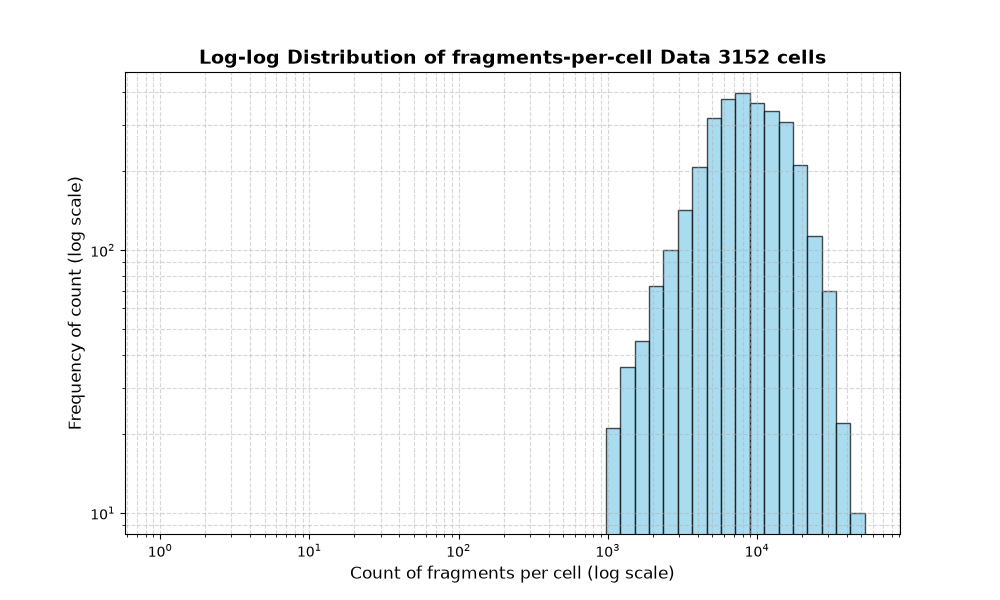 Log-log Distribution of fragments-per-cell Data 3152 cells
Frequency of count (log scale)
10²
10¹
10⁰ 10¹ 10² 10³ 10⁴
Count of fragments per cell (log scale)